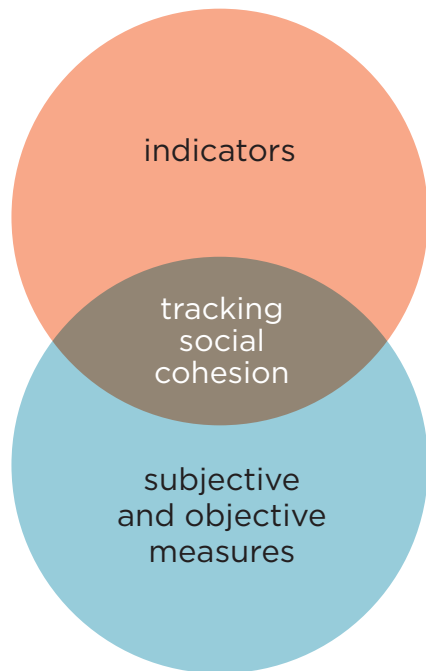 indicators
tracking
social
cohesion
subjective
and objective
measures